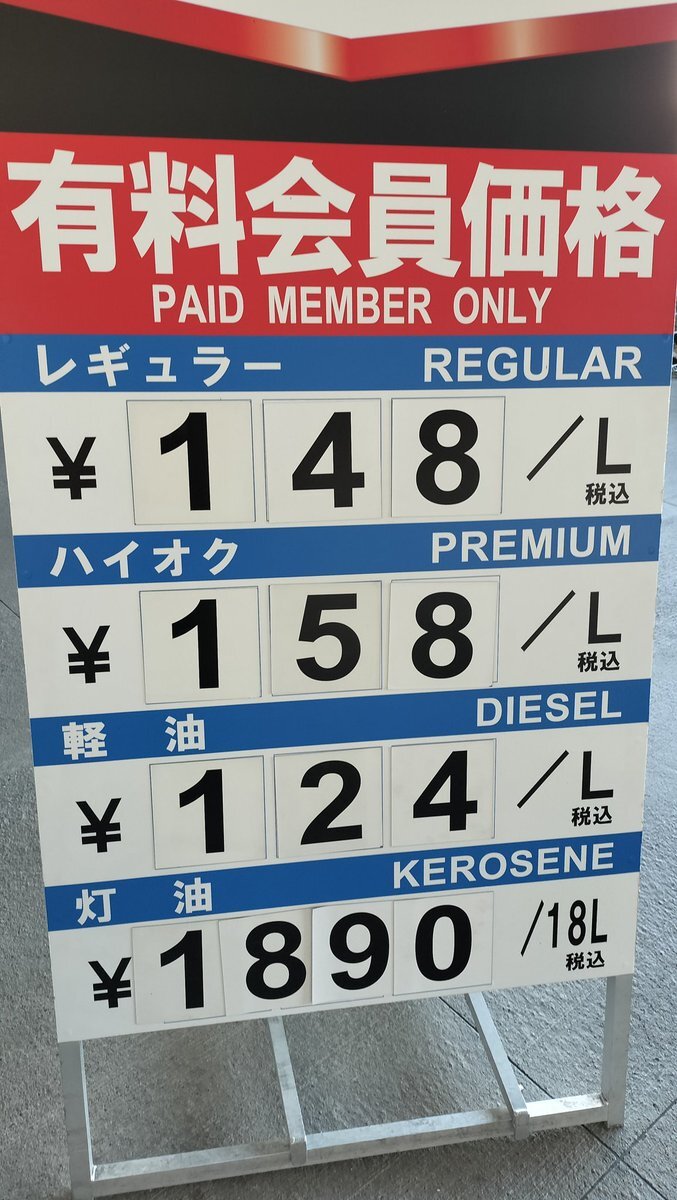 有料会員価格
PAID MEMBER ONLY
レギュラー REGULAR
¥148/L
税込
ハイオク PREMIUM
¥158/L
税込
軽油 DIESEL
¥124/L
税込
灯油 KEROSENE
¥1890/18L
税込